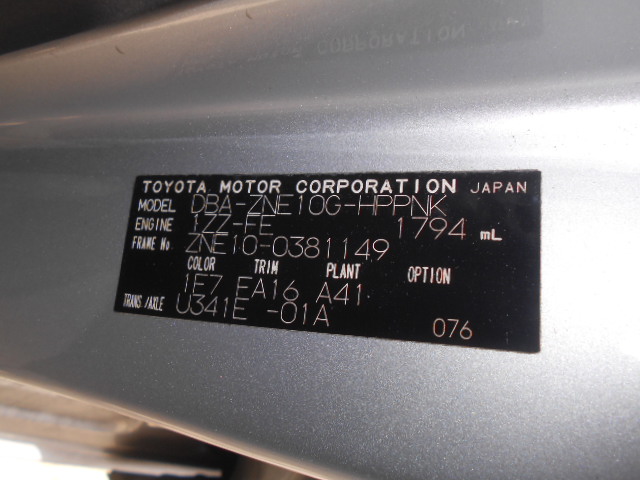 TOYOTA MOTOR CORPORATION JAPAN
MODEL DBA-ZNE10G-HPPNK
ENGINE 1ZZ-FE 1794 mL
FRAME No. ZNE10-0381149
COLOR TRIM PLANT OPTION
1E7 EA16 A41
TRANS/AXLE U341E -01A
076